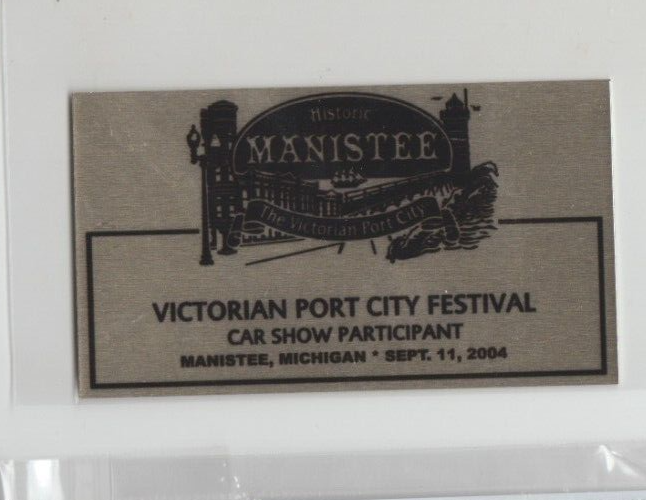 Historic
MANISTEE
The Victorian Port City
VICTORIAN PORT CITY FESTIVAL
CAR SHOW PARTICIPANT
MANISTEE, MICHIGAN * SEPT. 11, 2004